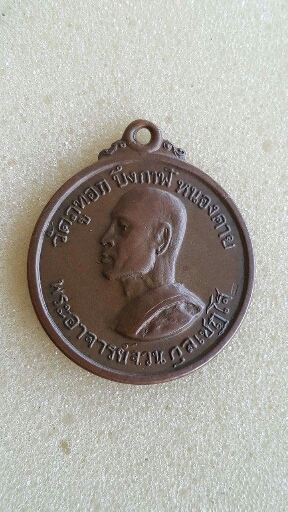 วัดภูทอก บึงกาฬ หนองคาย
พระอาจารย์จวน กุลเชฏฺโฐ